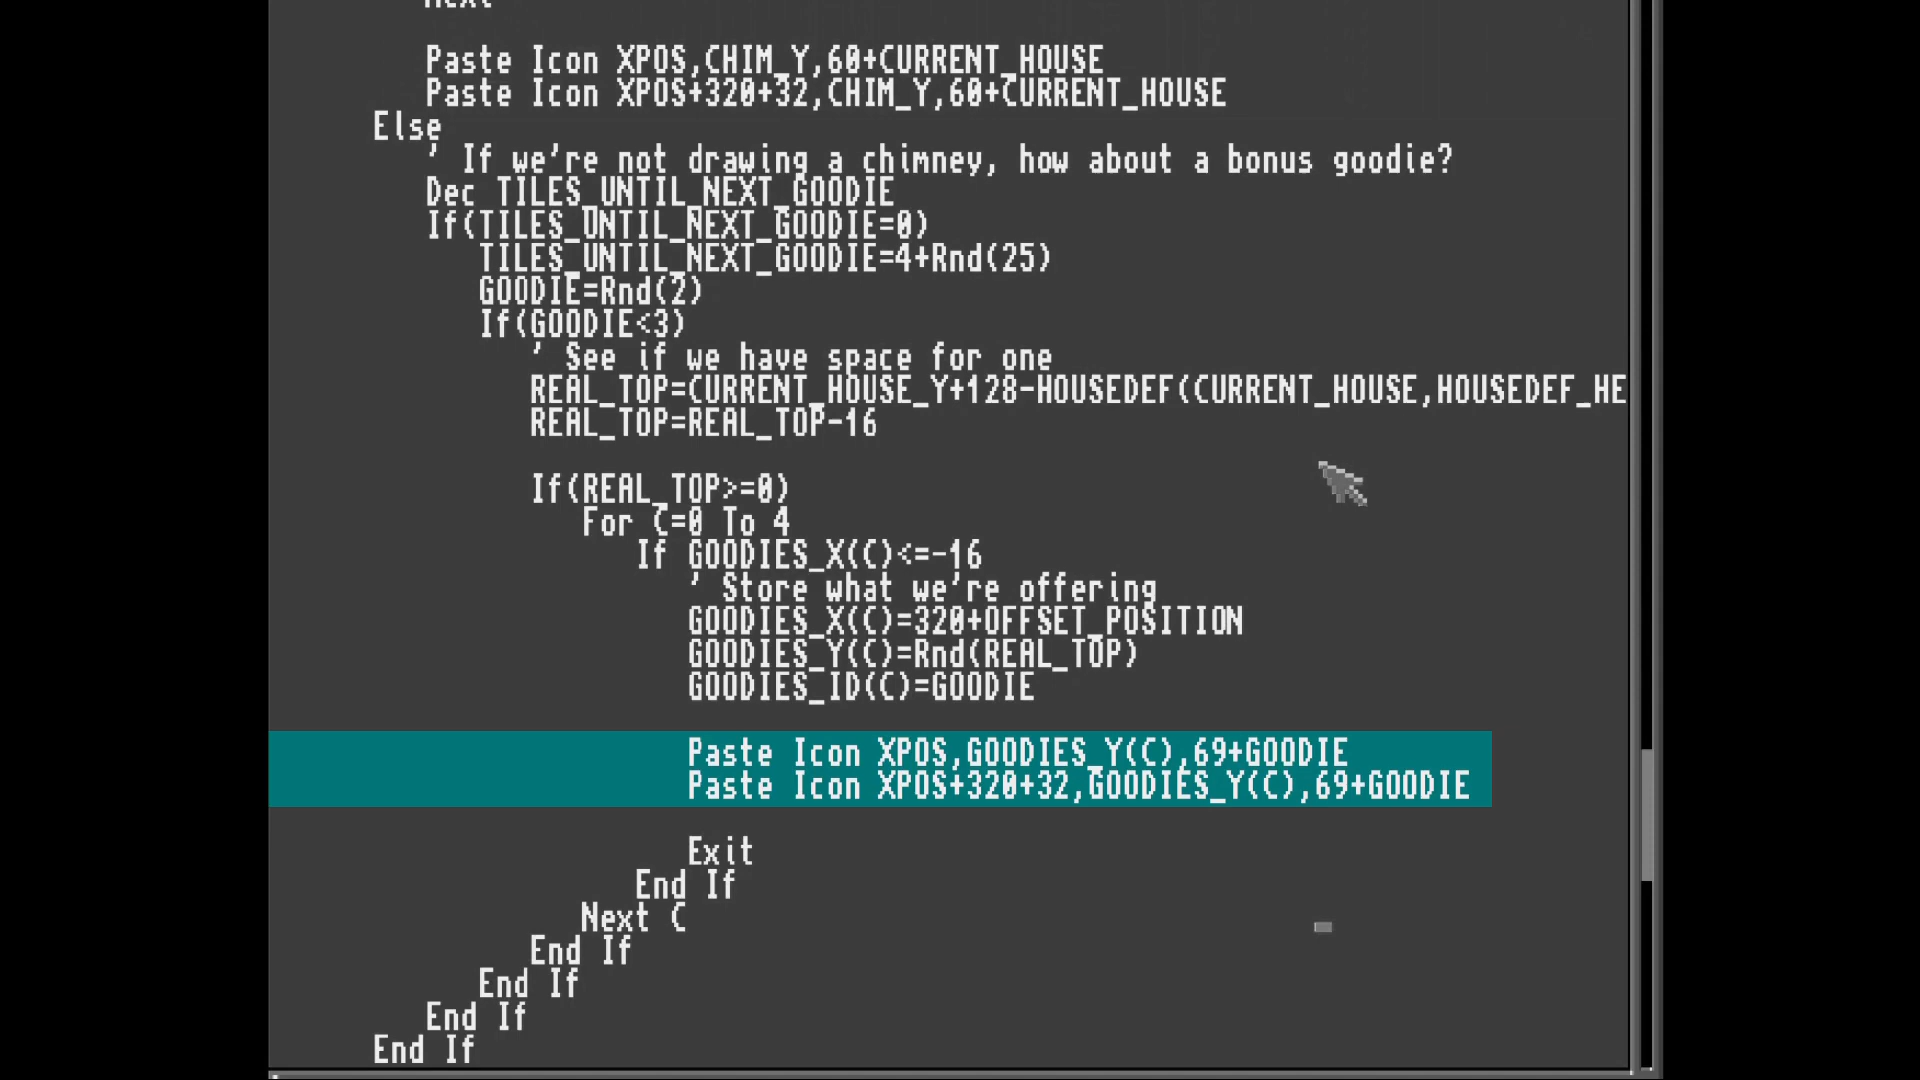 Next
Paste Icon XPOS,CHIM_Y,60+CURRENT_HOUSE
Paste Icon XPOS+320+32,CHIM_Y,60+CURRENT_HOUSE
Else
' If we're not drawing a chimney, how about a bonus goodie?
Dec TILES_UNTIL_NEXT_GOODIE
If(TILES_UNTIL_NEXT_GOODIE=0)
TILES_UNTIL_NEXT_GOODIE=4+Rnd(25)
GOODIE=Rnd(2)
If(GOODIE<3)
' See if we have space for one
REAL_TOP=CURRENT_HOUSE_Y+128-HOUSEDEF((CURRENT_HOUSE,HOUSEDEF_HE
REAL_TOP=REAL_TOP-16
If(REAL_TOP>=0)
For C=0 To 4
If GOODIES_X(C)<=-16
' Store what we're offering
GOODIES_X(C)=320+OFFSET_POSITION
GOODIES_Y(C)=Rnd(REAL_TOP)
GOODIES_ID(C)=GOODIE
Paste Icon XPOS,GOODIES_Y(C),69+GOODIE
Paste Icon XPOS+320+32,GOODIES_Y(C),69+GOODIE
Exit
End If
Next C
End If
End If
End If
End If